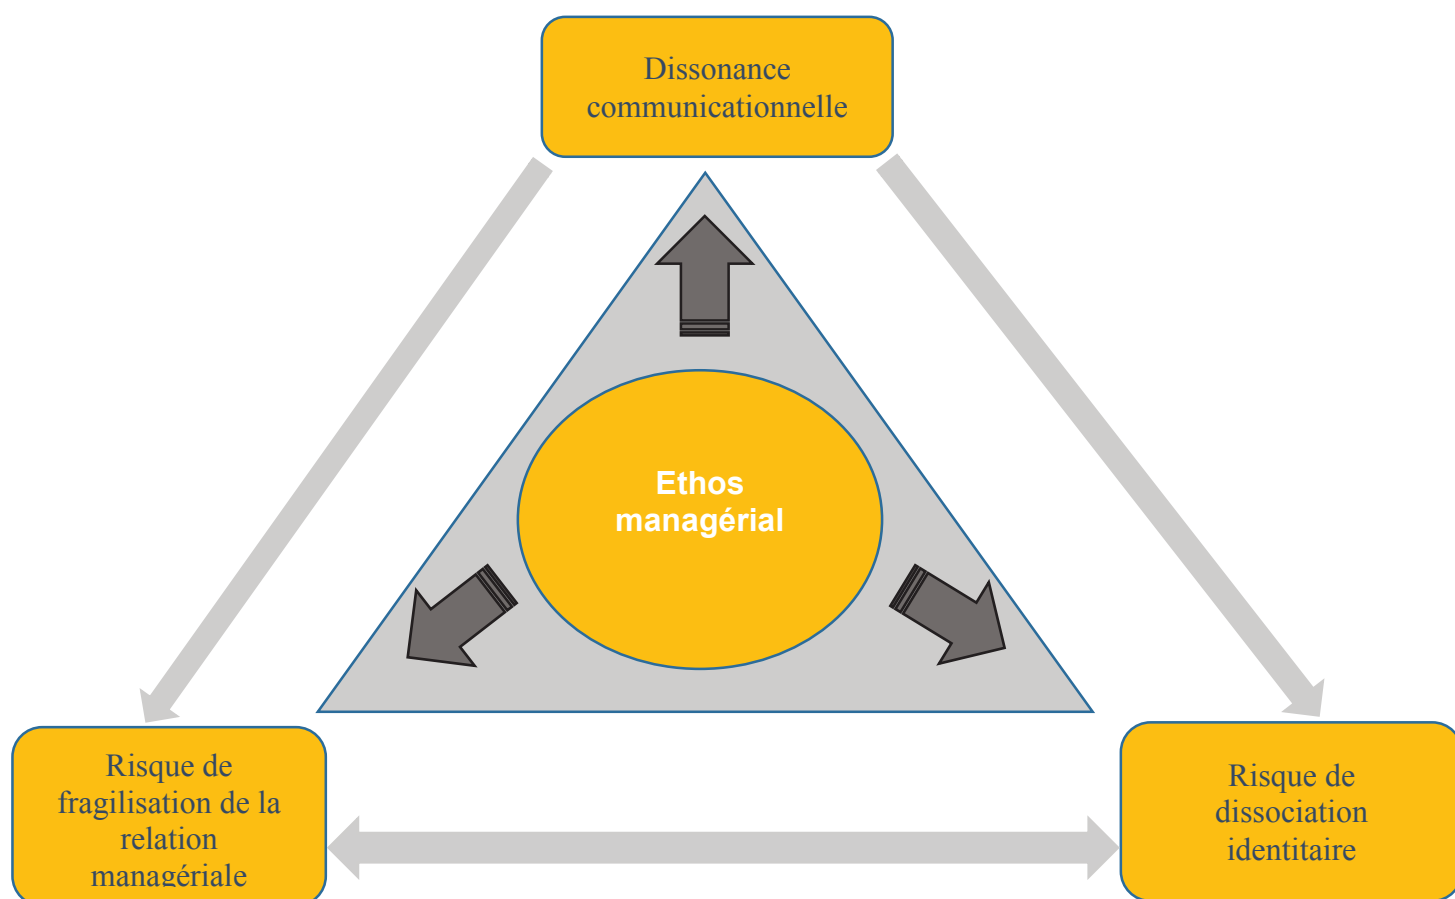 Dissonance
communicationnelle
Ethos
managérial
Risque de
fragilisation de la
relation
managériale
Risque de
dissociation
identitaire